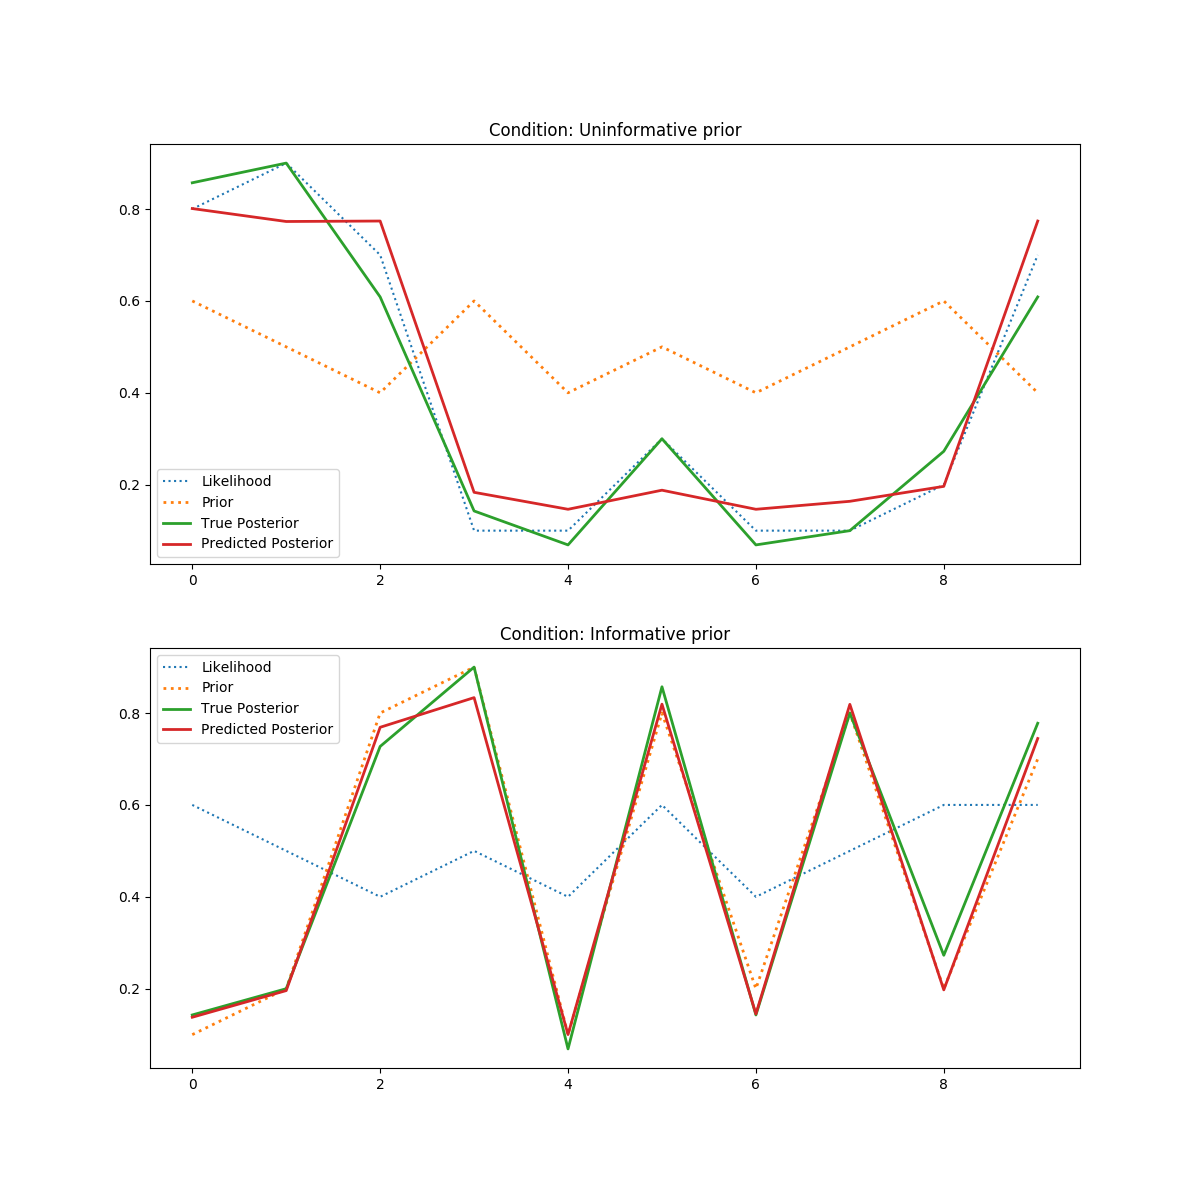 Condition: Uninformative prior
0.8
0.6
0.4
0.2
Likelihood
Prior
True Posterior
Predicted Posterior
0 2 4 6 8
Condition: Informative prior
Likelihood
Prior
True Posterior
Predicted Posterior
0.8
0.6
0.4
0.2
0 2 4 6 8